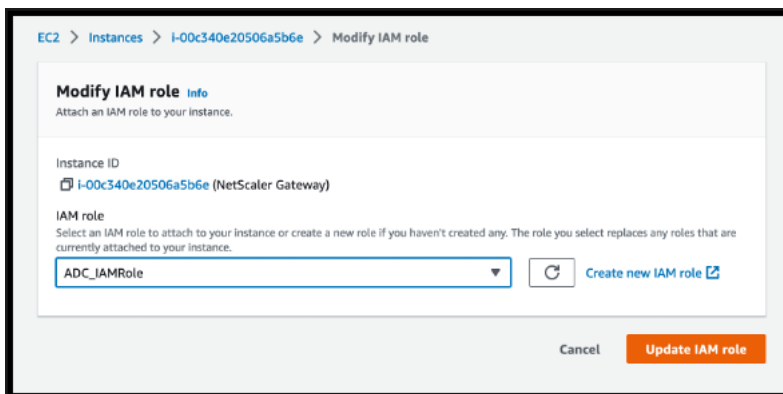 EC2 > Instances > i-00c340e20506a5b6e > Modify IAM role
Modify IAM role Info
Attach an IAM role to your instance.
Instance ID
i-00c340e20506a5b6e (NetScaler Gateway)
IAM role
Select an IAM role to attach to your instance or create a new role if you haven't created any. The role you select replaces any roles that are
currently attached to your instance.
ADC_IAMRole
Create new IAM role
Cancel
Update IAM role